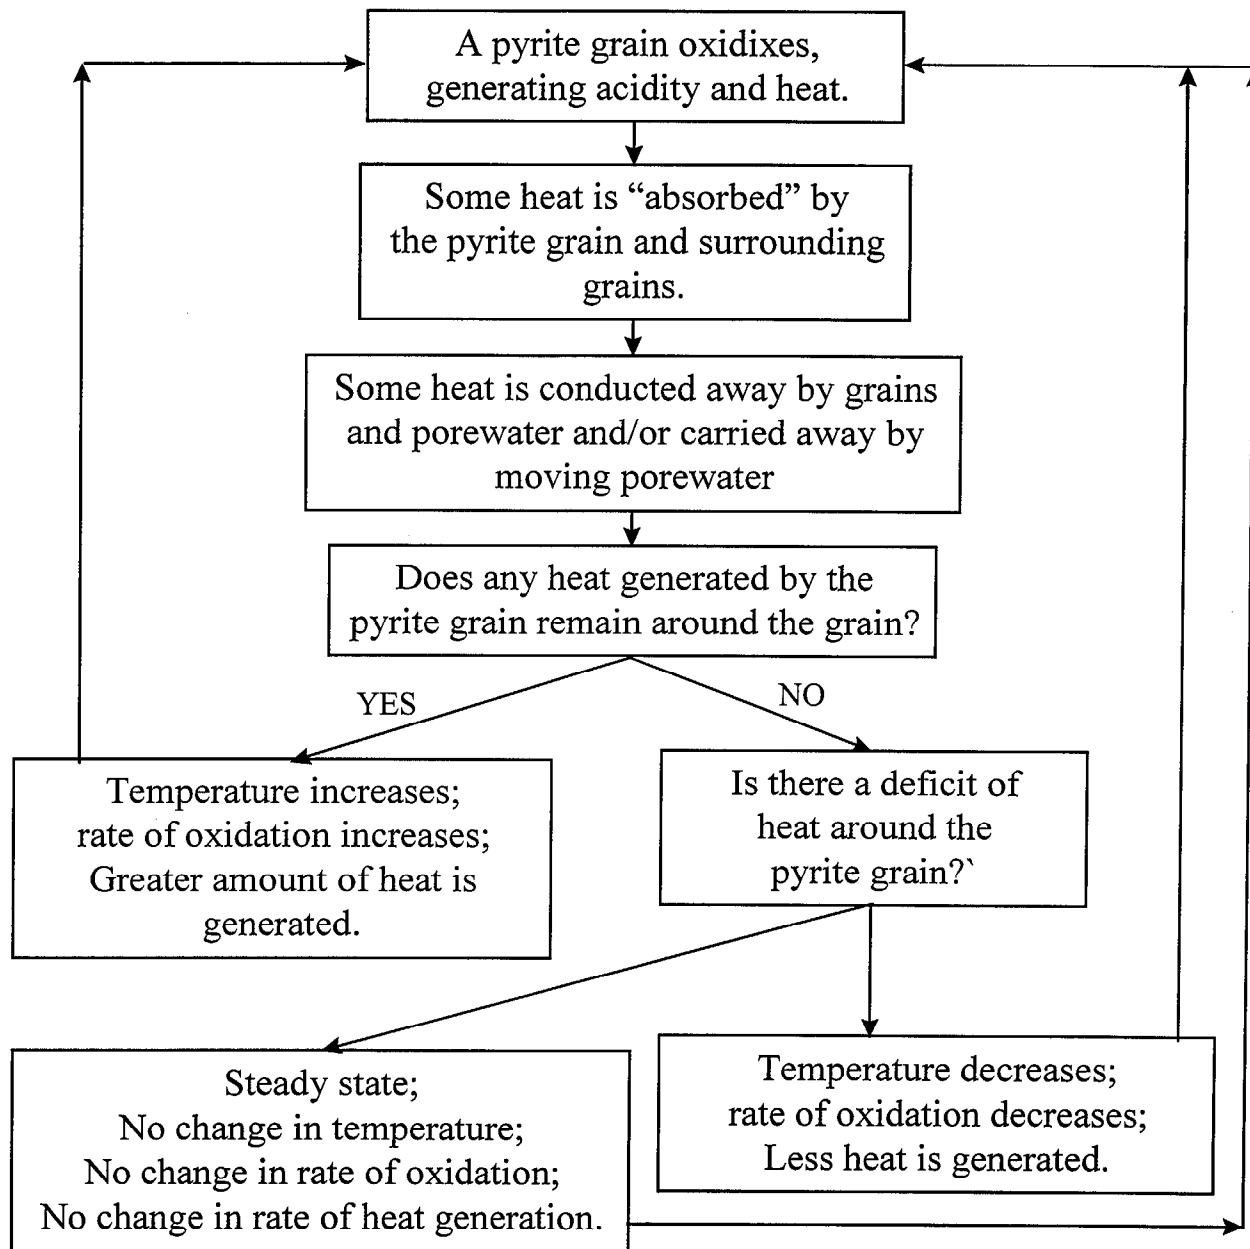 A pyrite grain oxidixes,
generating acidity and heat.
Some heat is “absorbed” by
the pyrite grain and surrounding
grains.
Some heat is conducted away by grains
and porewater and/or carried away by
moving porewater
Does any heat generated by the
pyrite grain remain around the grain?
YES
NO
Temperature increases;
rate of oxidation increases;
Greater amount of heat is
generated.
Is there a deficit of
heat around the
pyrite grain?`
Steady state;
No change in temperature;
No change in rate of oxidation;
No change in rate of heat generation.
Temperature decreases;
rate of oxidation decreases;
Less heat is generated.